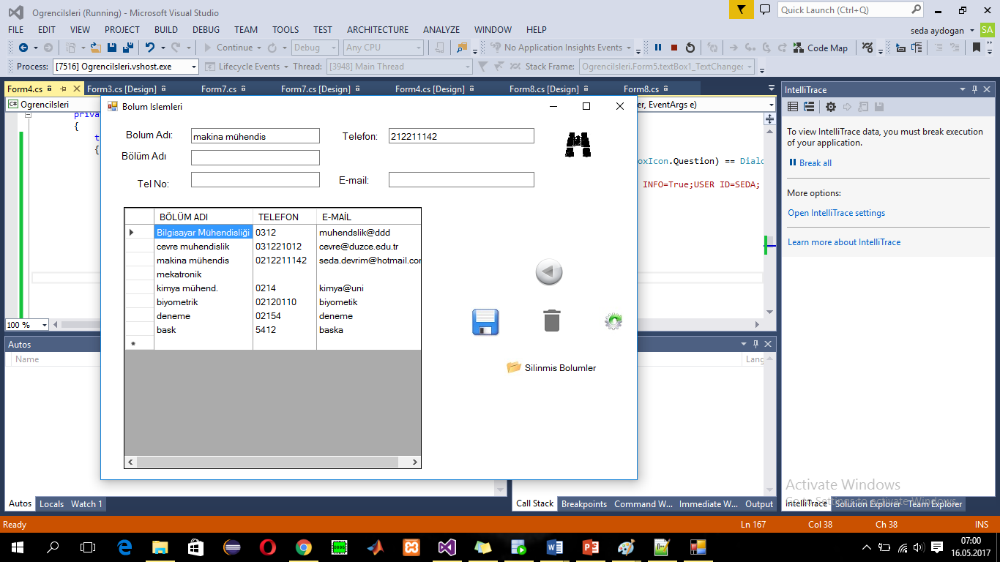 Ogrencilsleri (Running) - Microsoft Visual Studio
Quick Launch (Ctrl+Q)
FILE EDIT VIEW PROJECT BUILD DEBUG TEAM TOOLS TEST ARCHITECTURE ANALYZE WINDOW HELP
seda aydogan SA
Continue Debug Any CPU No Application Insights Events Code Map
Process: [7516] Ogrencilsleri.vshost.exe Lifecycle Events Thread: [3948] Main Thread Stack Frame: Ogrencilsleri.Form5.textBox1_TextChanged
Form4.cs Form3.cs [Design] Form7.cs Form7.cs [Design] Form4.cs [Design] Form8.cs [Design] Form8.cs
C# Ogrencilsleri
er, EventArgs e)
priva
{
t
{
oxIcon.Question) == Dialo
INFO=True;USER ID=SEDA;
100 %
Bolum Islemleri
Bolum Adı: makina mühendis Telefon: 212211142
Bölüm Adı
Tel No: E-mail:
BÖLÜM ADI TELEFON E-MAİL
Bilgisayar Mühendisliği 0312 muhendslik@ddd
cevre muhendislik 031221012 cevre@duzce.edu.tr
makina mühendis 0212211142 seda.devrim@hotmail.com
mekatronik
kimya mühend. 0214 kimya@uni
biyometrik 02120110 biyometik
deneme 02154 deneme
bask 5412 baska
*
Silinmis Bolumler
IntelliTrace
To view IntelliTrace data, you must break execution
of your application.
Break all
More options:
Open IntelliTrace settings
Learn more about IntelliTrace
Autos
Name
Lang
Autos Locals Watch 1
Call Stack Breakpoints Command W... Immediate W... Output
Activate Windows
Go to Settings to activate Windows.
IntelliTrace Solution Explorer Team Explorer
Ready Ln 167 Col 38 Ch 38 INS
07:00
16.05.2017